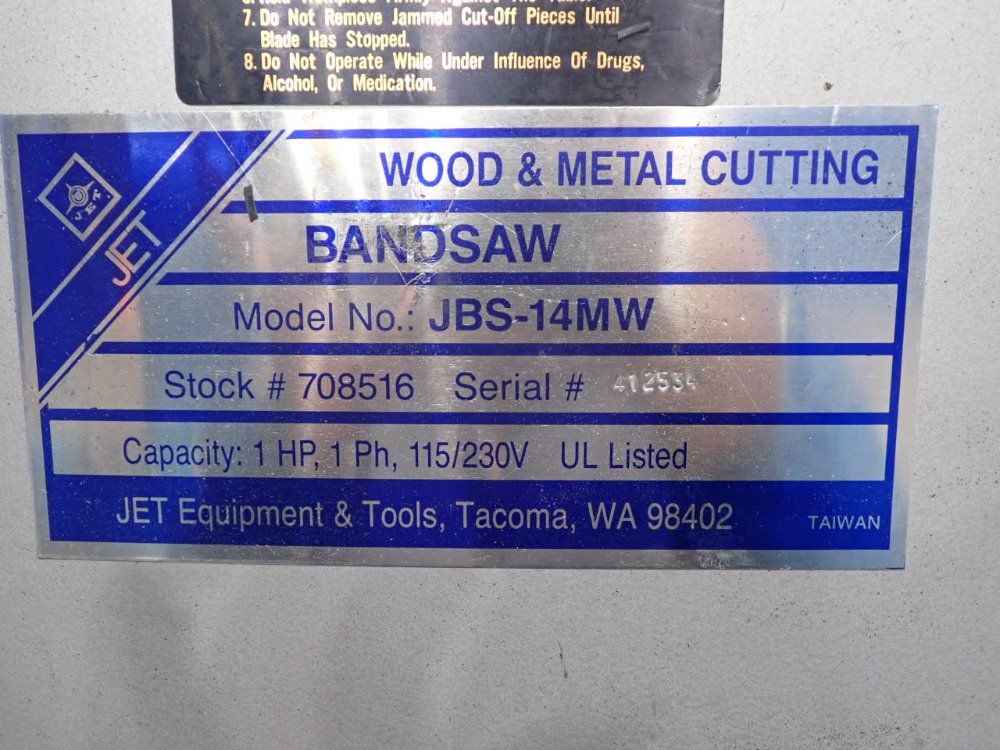 7. Do Not Remove Jammed Cut-Off Pieces Until
Blade Has Stopped.
8. Do Not Operate While Under Influence Of Drugs,
Alcohol, Or Medication.
JET
JET
WOOD & METAL CUTTING
BANDSAW
Model No.: JBS-14MW
Stock # 708516 Serial # 412534
Capacity: 1 HP, 1 Ph, 115/230V UL Listed
JET Equipment & Tools, Tacoma, WA 98402 TAIWAN